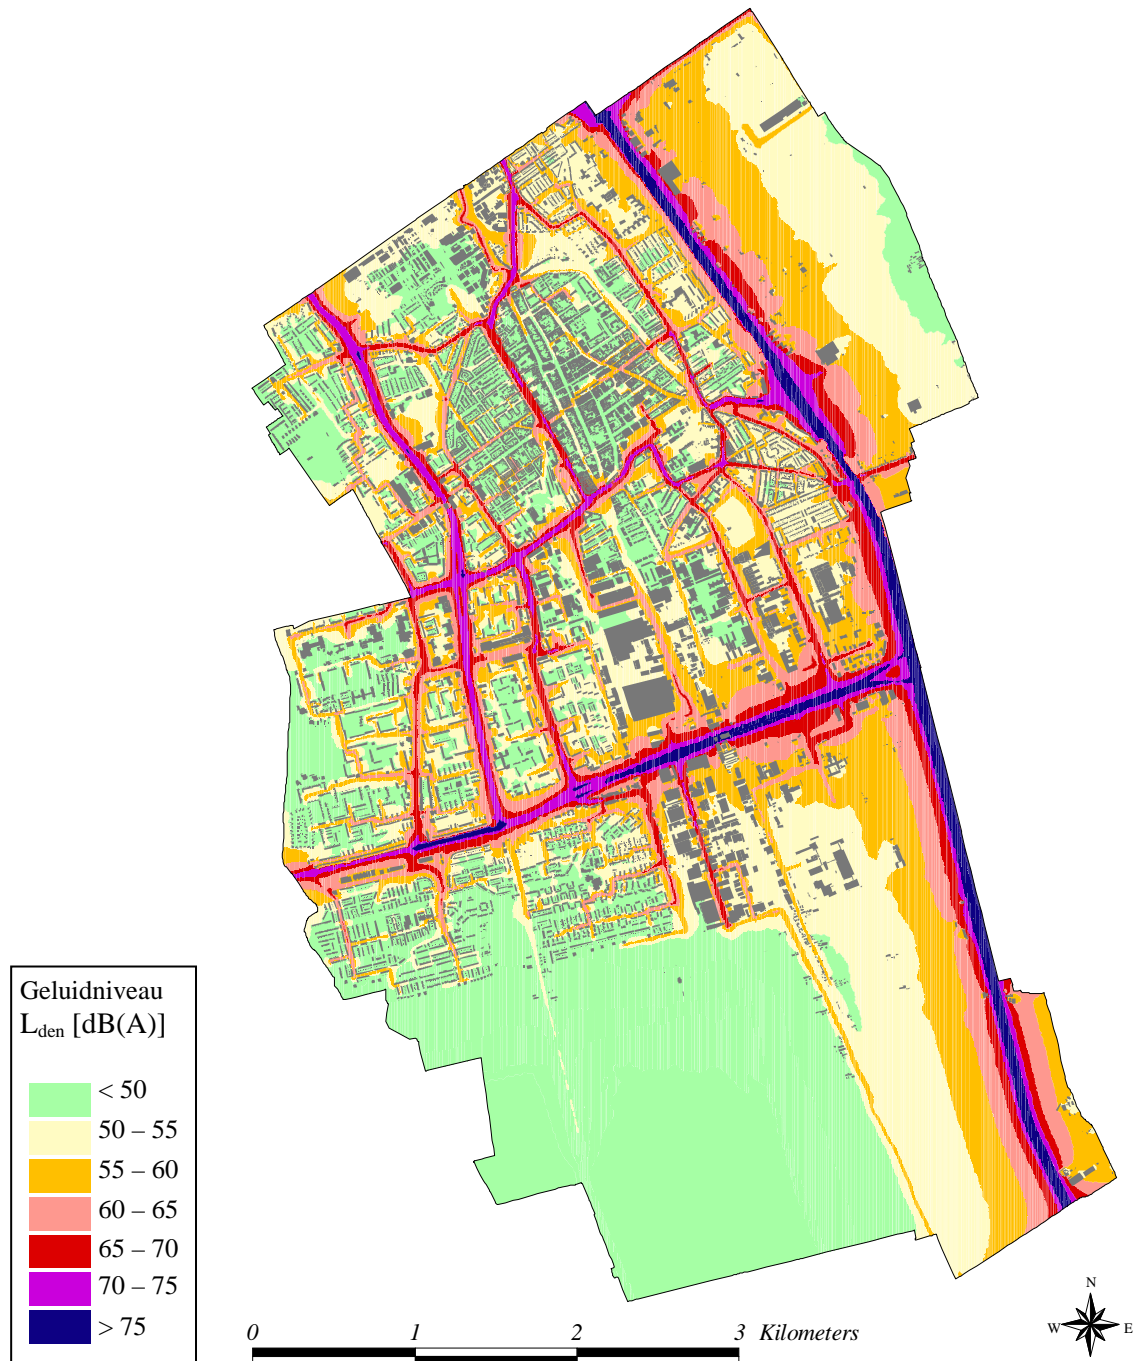 Geluidniveau
Lden [dB(A)]
< 50
50 – 55
55 – 60
60 – 65
65 – 70
70 – 75
> 75
0 1 2 3 Kilometers
N
W E
S